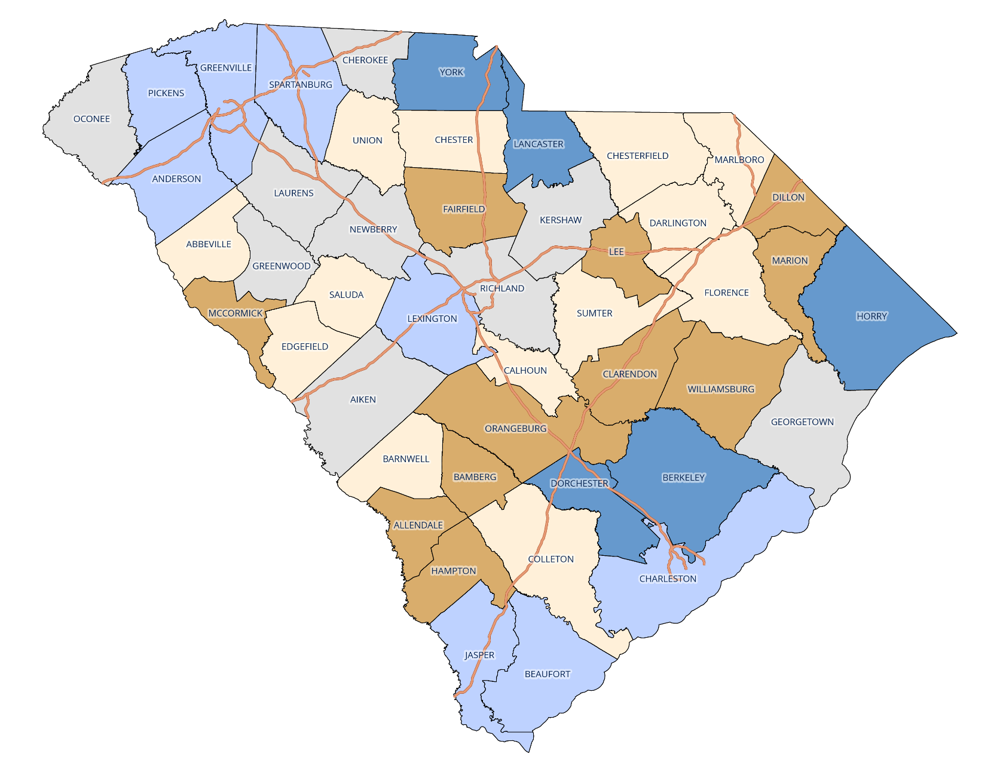 CHEROKEE
GREENVILLE
YORK
SPARTANBURG
PICKENS
OCONEE
UNION
CHESTER
LANCASTER
CHESTERFIELD
MARLBORO
ANDERSON
LAURENS
DILLON
FAIRFIELD
KERSHAW
DARLINGTON
NEWBERRY
ABBEVILLE
LEE
MARION
GREENWOOD
RICHLAND
FLORENCE
SALUDA
MCCORMICK
SUMTER
HORRY
LEXINGTON
EDGEFIELD
CALHOUN
CLARENDON
WILLIAMSBURG
AIKEN
GEORGETOWN
ORANGEBURG
BARNWELL
BAMBERG
BERKELEY
DORCHESTER
ALLENDALE
COLLETON
HAMPTON
CHARLESTON
JASPER
BEAUFORT